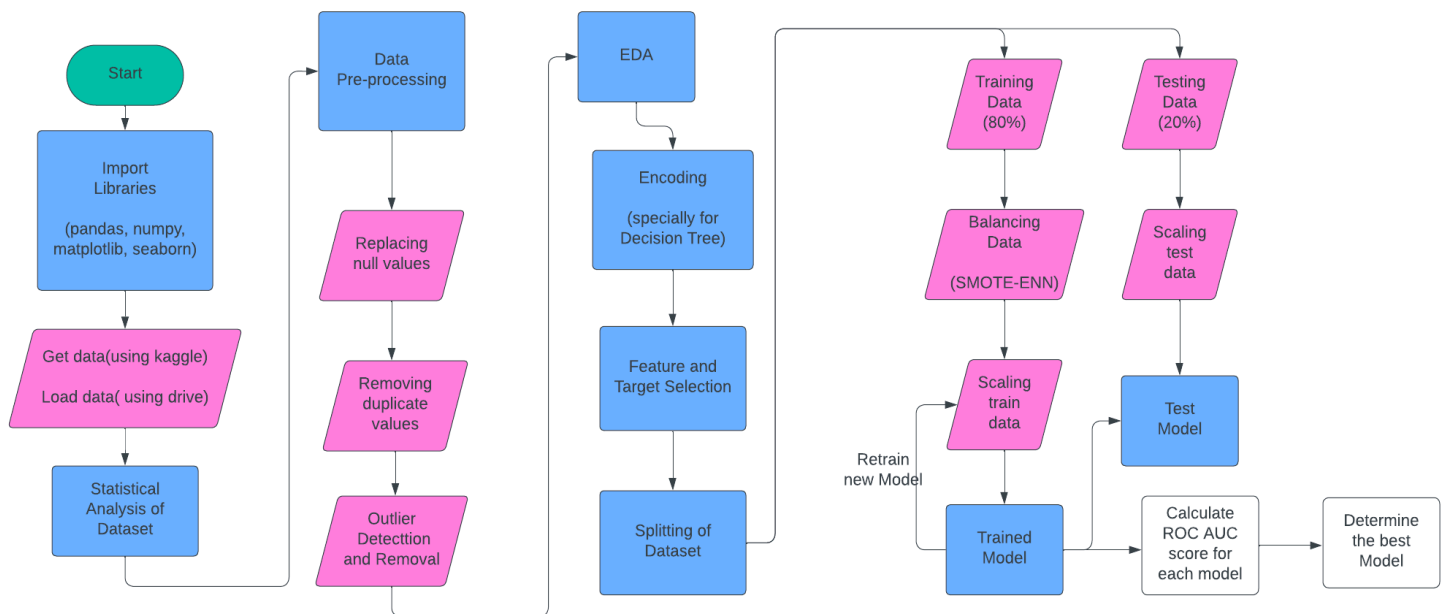 Start
Import
Libraries
(pandas, numpy,
matplotlib, seaborn)
Get data(using kaggle)
Load data( using drive)
Statistical
Analysis of
Dataset
Data
Pre-processing
Replacing
null values
Removing
duplicate
values
Outlier
Detecttion
and Removal
EDA
Encoding
(specially for
Decision Tree)
Feature and
Target Selection
Splitting of
Dataset
Training
Data
(80%)
Balancing
Data
(SMOTE-ENN)
Scaling
train
data
Retrain
new Model
Trained
Model
Testing
Data
(20%)
Scaling
test
data
Test
Model
Calculate
ROC AUC
score for
each model
Determine
the best
Model